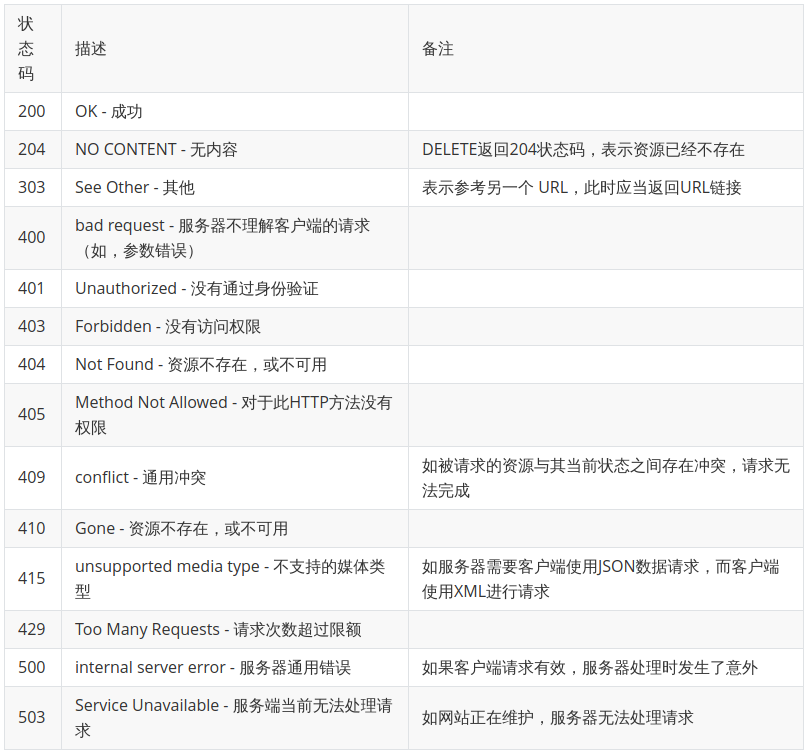 状
态
码
描述
备注
200
OK - 成功
204
NO CONTENT - 无内容
DELETE返回204状态码，表示资源已经不存在
303
See Other - 其他
表示参考另一个 URL，此时应当返回URL链接
400
bad request - 服务器不理解客户端的请求
（如，参数错误）
401
Unauthorized - 没有通过身份验证
403
Forbidden - 没有访问权限
404
Not Found - 资源不存在，或不可用
405
Method Not Allowed - 对于此HTTP方法没有
权限
409
conflict - 通用冲突
如被请求的资源与其当前状态之间存在冲突，请求无
法完成
410
Gone - 资源不存在，或不可用
415
unsupported media type - 不支持的媒体类
型
如服务器需要客户端使用JSON数据请求，而客户端
使用XML进行请求
429
Too Many Requests - 请求次数超过限额
500
internal server error - 服务器通用错误
如果客户端请求有效，服务器处理时发生了意外
503
Service Unavailable - 服务端当前无法处理请
求
如网站正在维护，服务器无法处理请求